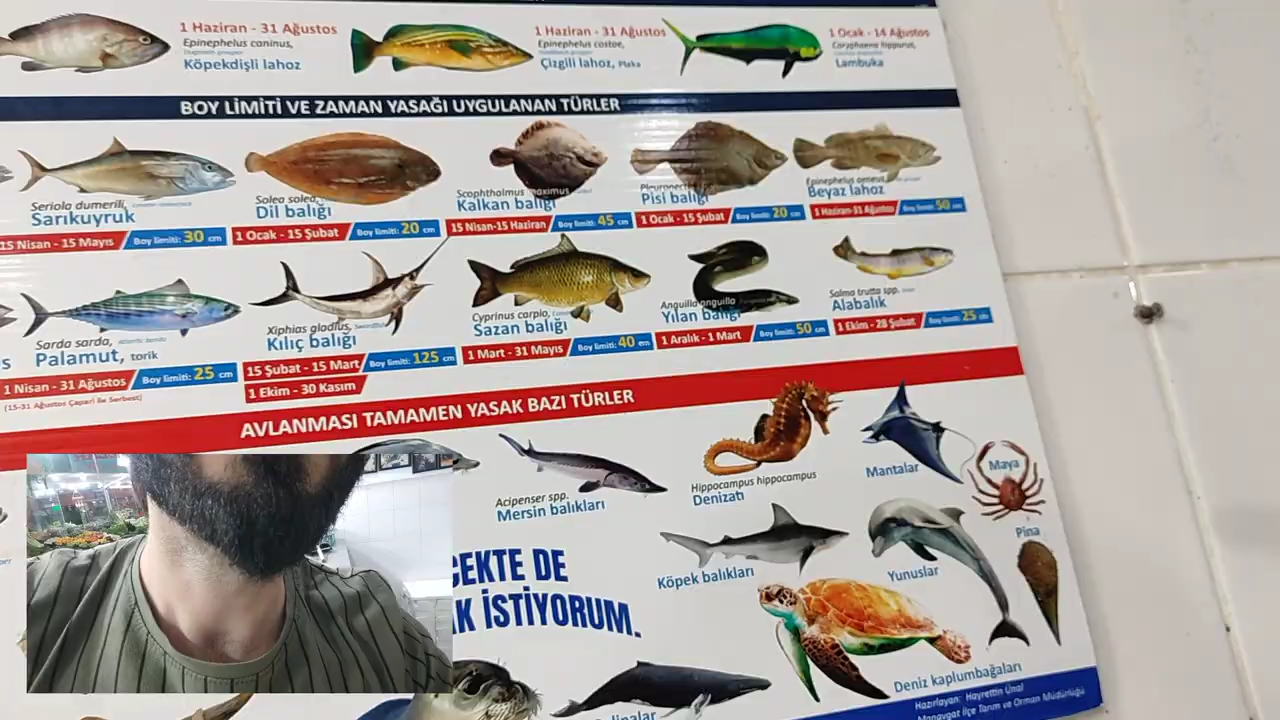 1 Haziran - 31 Ağustos
Epinephelus caninus,
Köpekdişli lahoz
1 Haziran - 31 Ağustos
Epinephelus costae,
Çizgili lahoz, Plaka
1 Ocak - 14 Ağustos
Coryphaena hippurus,
Lambuka
BOY LİMİTİ VE ZAMAN YASAĞI UYGULANAN TÜRLER
Seriola dumerili,
Sarıkuyruk
15 Nisan - 15 Mayıs Boy limiti: 30 cm
Solea solea,
Dil balığı
1 Ocak - 15 Şubat Boy limiti: 20 cm
Scophthalmus maximus
Kalkan balığı
15 Nisan-15 Haziran Boy limiti: 45 cm
Pisi balığı
1 Ocak - 15 Şubat Boy limiti: 20 cm
Epinephelus aeneus,
Beyaz lahoz
1 Haziran-31 Ağustos Boy limiti: 50 cm
Sarda sarda, atlantic bonito
Palamut, torik
1 Nisan - 31 Ağustos Boy limiti: 25 cm
(15-31 Ağustos Çapari ile Serbest)
Xiphias gladius, Swordfish
Kılıç balığı
15 Şubat - 15 Mart Boy limiti: 125 cm
1 Ekim - 30 Kasım
Cyprinus carpio,
Sazan balığı
1 Mart - 31 Mayıs Boy limiti: 40 cm
Anguilla anguilla
Yılan balığı
1 Aralık - 1 Mart Boy limiti: 50 cm
Salmo trutta spp.
Alabalık
1 Ekim - 28 Şubat Boy limiti: 25 cm
AVLANMASI TAMAMEN YASAK BAZI TÜRLER
Acipenser spp.
Mersin balıkları
Hippocampus hippocampus
Denizatı
Mantalar
Maya
Pina
Köpek balıkları
Yunuslar
CEKTE DE
AK İSTİYORUM.
Deniz kaplumbağaları
Hazırlayan: Hayrettin Ünal
Manavgat İlçe Tarım ve Orman Müdürlüğü